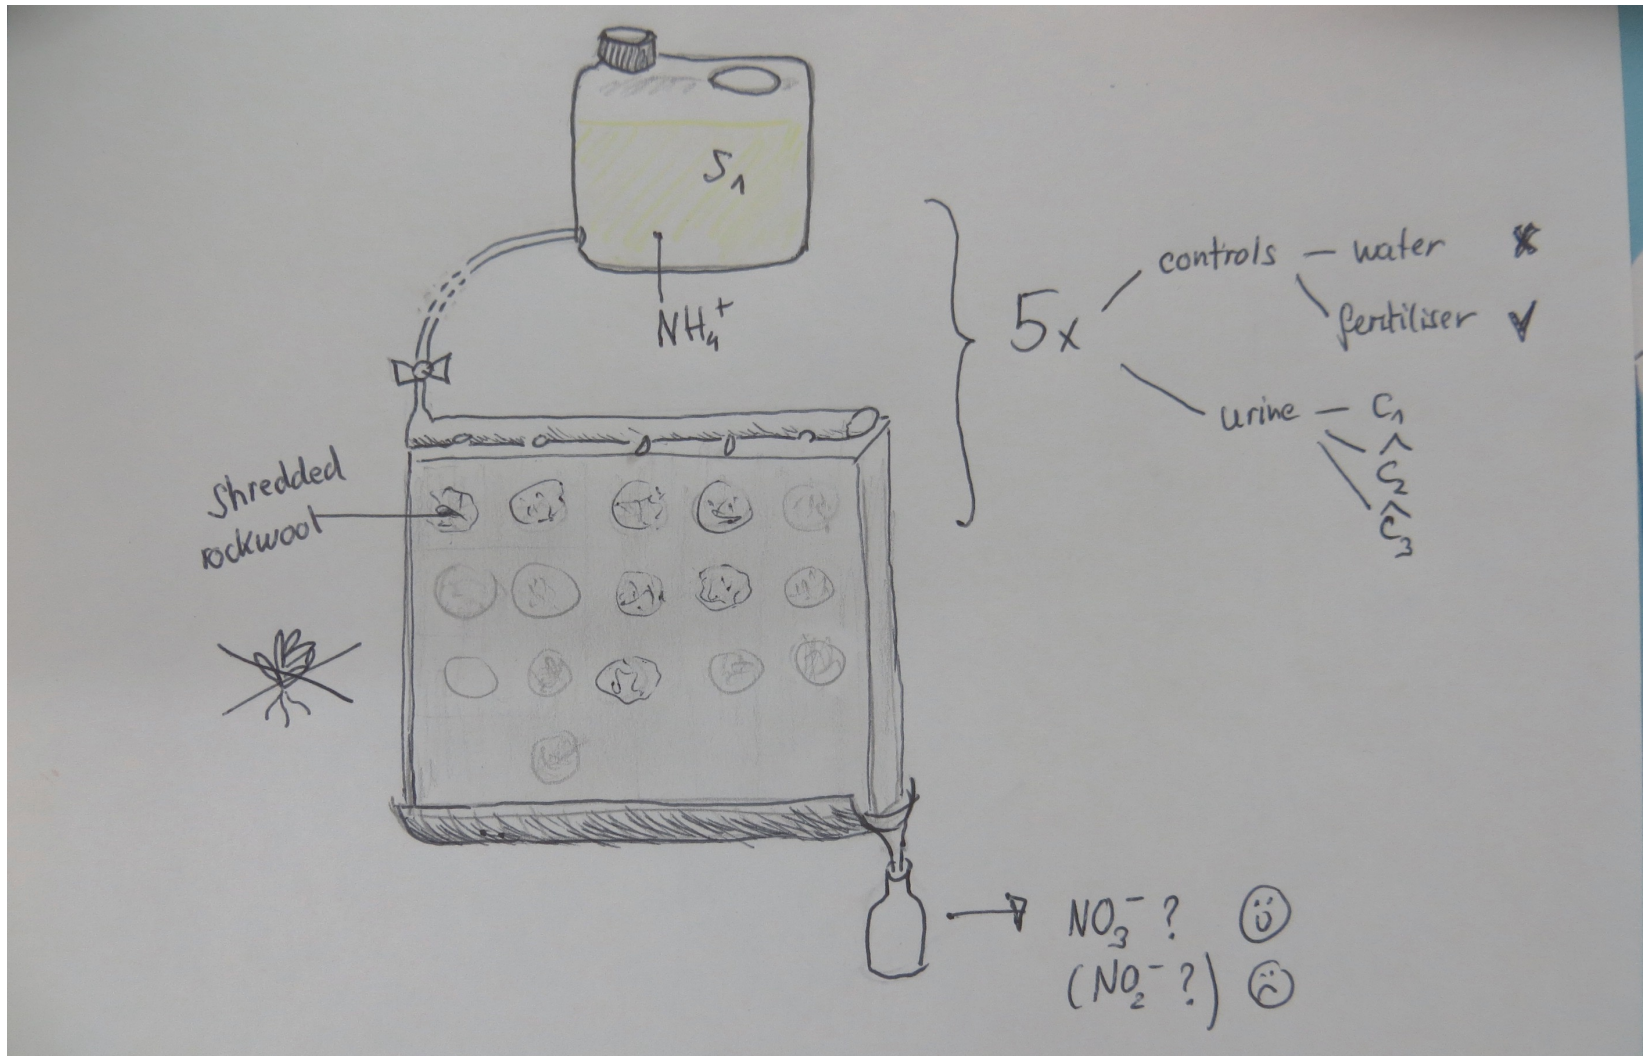 S₁
NH₄⁺
5x
controls – water
fertiliser
urine – C₁
^
C₂
^
C₃
Shredded
rockwool
NO₃⁻ ?
(NO₂⁻ ?)